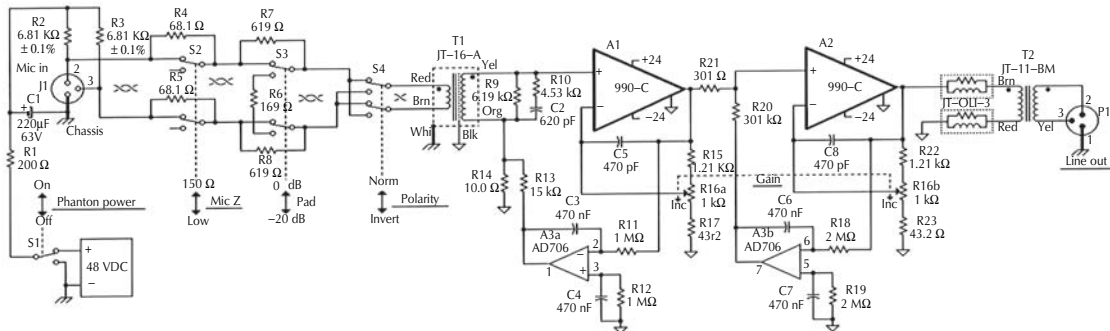 R2
6.81 KΩ
± 0.1%
R3
6.81 KΩ
± 0.1%
R4
68.1 Ω
S2
R7
619 Ω
S3
Mic in
J1
2
3
1
C1
+
220μF
63V
Chassis
R5
68.1 Ω
R6
169 Ω
R8
619 Ω
R1
200 Ω
On
Off
Phanton power
S1
+
48 VDC
−
150 Ω
Low
Mic Z
0 dB
Pad
−20 dB
S4
Norm
Polarity
Invert
T1
JT–16–A
Red
Brn
Whi
Yel
Org
Blk
R9
6.19 kΩ
R10
4.53 kΩ
C2
620 pF
R14
10.0 Ω
R13
15 kΩ
A1
+24
+
990–C
−
−24
C5
470 pF
R15
1.21 KΩ
R16a
1 kΩ
Inc
R17
43r2
C3
470 nF
R11
1 MΩ
A3a
AD706
2
−
3
+
1
C4
470 nF
R12
1 MΩ
R21
301 Ω
R20
301 kΩ
Gain
A2
+24
+
990–C
−
−24
C8
470 pF
R22
1.21 kΩ
R16b
1 kΩ
Inc
R23
43.2 Ω
C6
470 nF
R18
2 MΩ
A3b
AD706
6
5
7
C7
470 nF
R19
2 MΩ
T2
JT–11–BM
Brn
JT–OLI–3
Red
Yel
2
3
1
P1
Line out